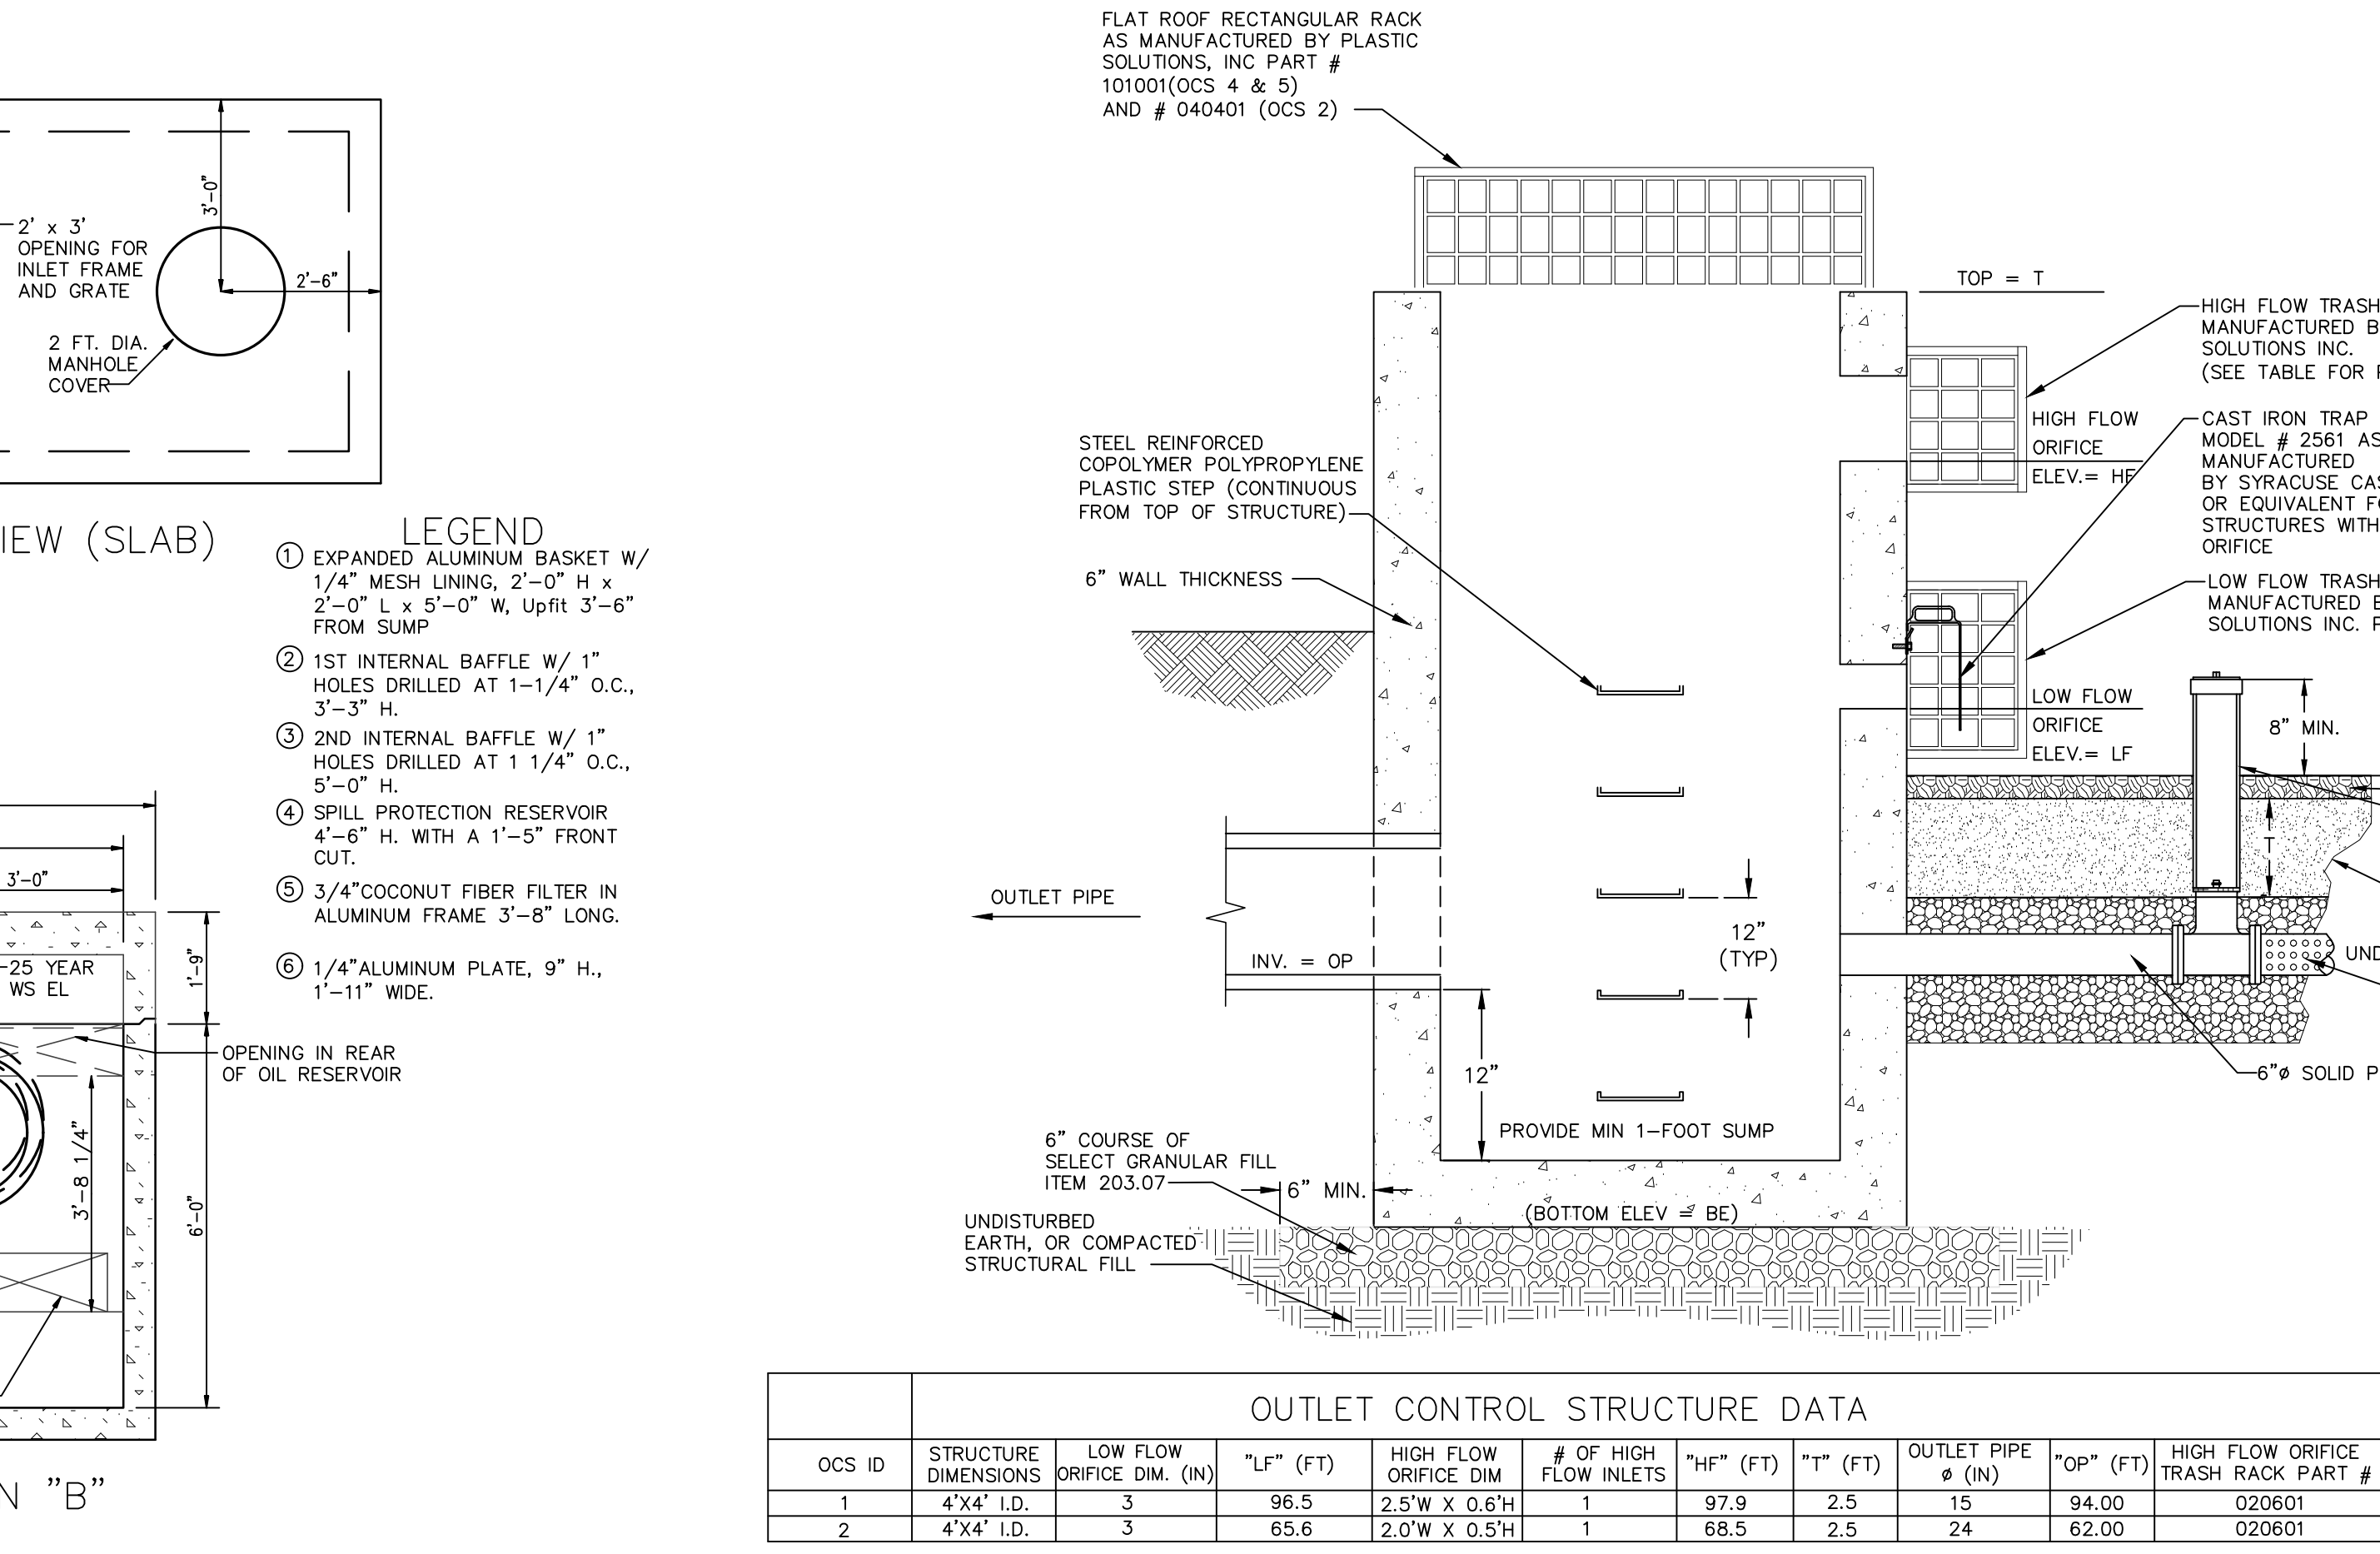 FLAT ROOF RECTANGULAR RACK
AS MANUFACTURED BY PLASTIC
SOLUTIONS, INC PART #
101001(OCS 4 & 5)
AND # 040401 (OCS 2)
3'-0"
2' x 3'
OPENING FOR
INLET FRAME
AND GRATE
2'-6"
2 FT. DIA.
MANHOLE
COVER
IEW (SLAB)
LEGEND
1 EXPANDED ALUMINUM BASKET W/
1/4" MESH LINING, 2'-0" H x
2'-0" L x 5'-0" W, Upfit 3'-6"
FROM SUMP
2 1ST INTERNAL BAFFLE W/ 1"
HOLES DRILLED AT 1-1/4" O.C.,
3'-3" H.
3 2ND INTERNAL BAFFLE W/ 1"
HOLES DRILLED AT 1 1/4" O.C.,
5'-0" H.
4 SPILL PROTECTION RESERVOIR
4'-6" H. WITH A 1'-5" FRONT
CUT.
5 3/4"COCONUT FIBER FILTER IN
ALUMINUM FRAME 3'-8" LONG.
6 1/4"ALUMINUM PLATE, 9" H.,
1'-11" WIDE.
3'-0"
-25 YEAR
WS EL
1'-9"
OPENING IN REAR
OF OIL RESERVOIR
3'-8 1/4"
6'-0"
N "B"
TOP = T
HIGH FLOW TRASH
MANUFACTURED B
SOLUTIONS INC.
(SEE TABLE FOR
HIGH FLOW
ORIFICE
ELEV.= HF
CAST IRON TRAP
MODEL # 2561 AS
MANUFACTURED
BY SYRACUSE CAS
OR EQUIVALENT FO
STRUCTURES WITH
ORIFICE
STEEL REINFORCED
COPOLYMER POLYPROPYLENE
PLASTIC STEP (CONTINUOUS
FROM TOP OF STRUCTURE)
6" WALL THICKNESS
LOW FLOW TRASH
MANUFACTURED
SOLUTIONS INC. P
LOW FLOW
ORIFICE
ELEV.= LF
8" MIN.
T
OUTLET PIPE
INV. = OP
12"
(TYP)
UND
12"
6"ø SOLID P
PROVIDE MIN 1-FOOT SUMP
6" COURSE OF
SELECT GRANULAR FILL
ITEM 203.07
6" MIN.
(BOTTOM ELEV = BE)
UNDISTURBED
EARTH, OR COMPACTED
STRUCTURAL FILL
OUTLET CONTROL STRUCTURE DATA
OCS ID STRUCTURE DIMENSIONS LOW FLOW ORIFICE DIM. (IN) "LF" (FT) HIGH FLOW ORIFICE DIM # OF HIGH FLOW INLETS "HF" (FT) "T" (FT) OUTLET PIPE ø (IN) "OP" (FT) HIGH FLOW ORIFICE TRASH RACK PART #
1 4'X4' I.D. 3 96.5 2.5'W X 0.6'H 1 97.9 2.5 15 94.00 020601
2 4'X4' I.D. 3 65.6 2.0'W X 0.5'H 1 68.5 2.5 24 62.00 020601